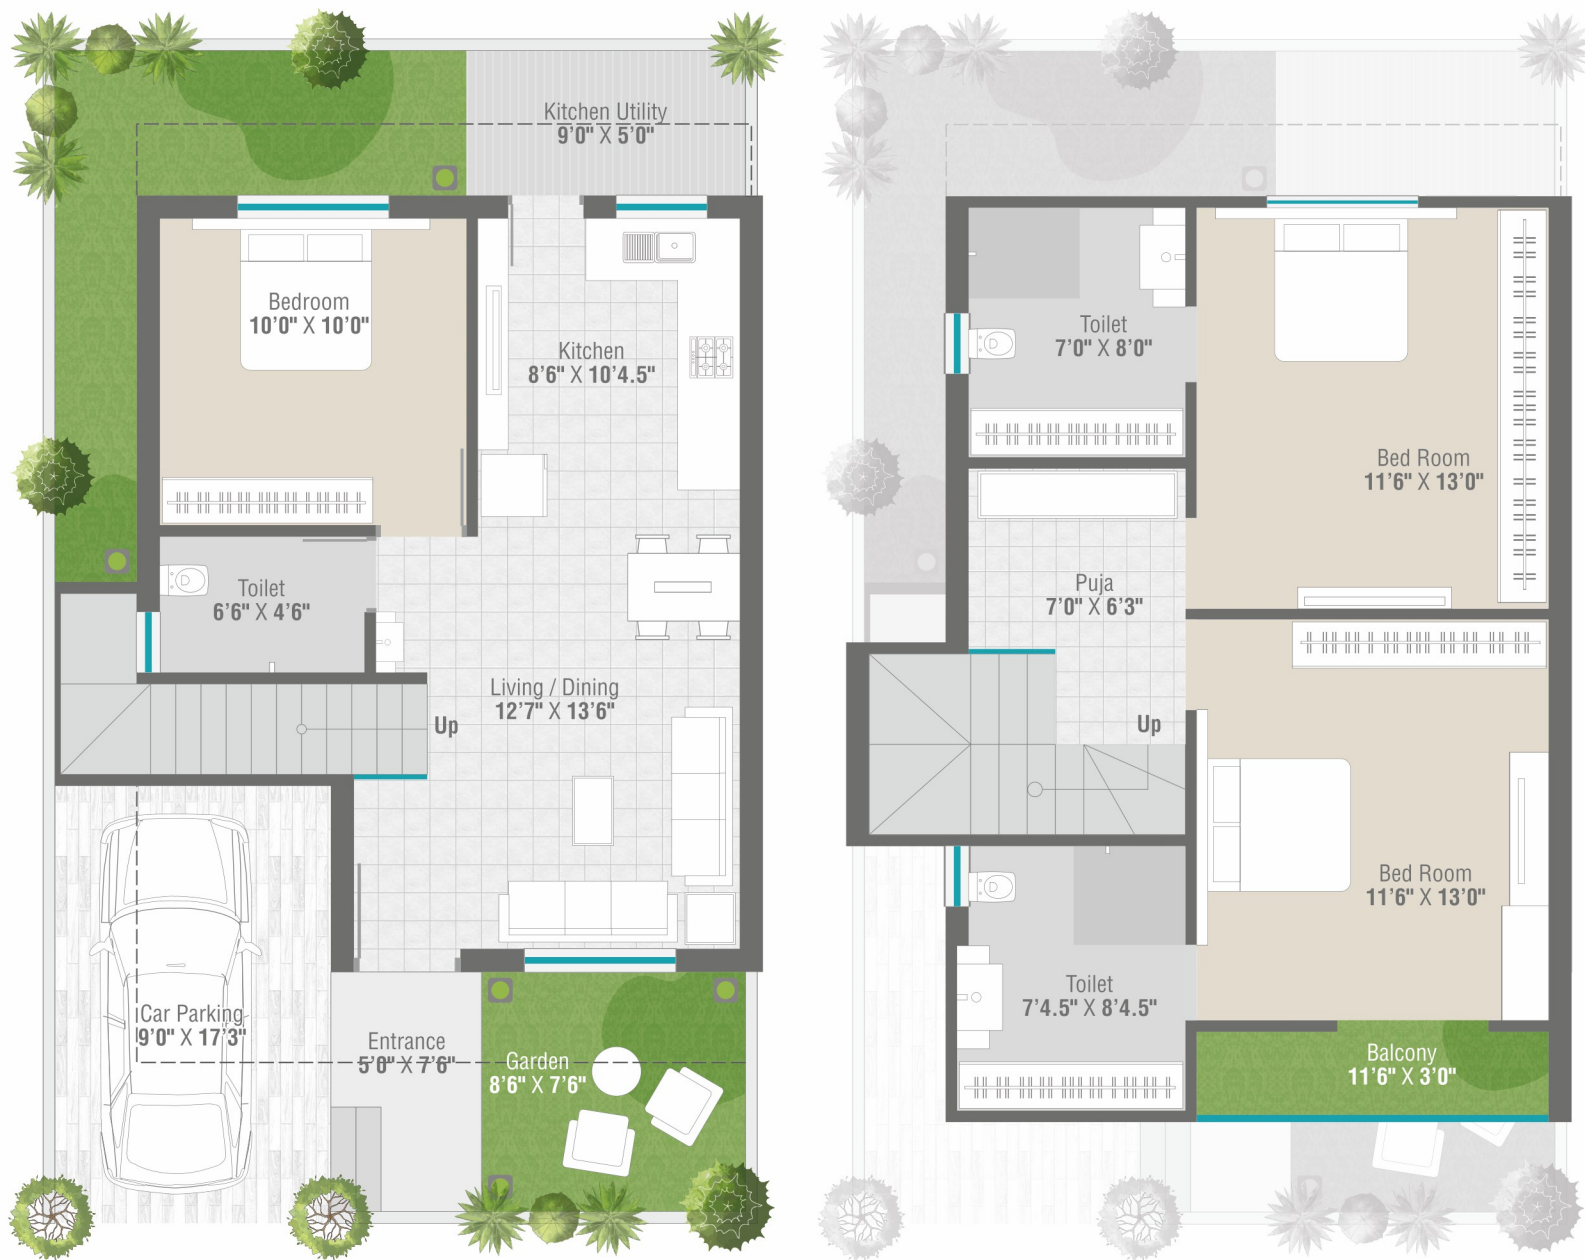 Kitchen Utility
9'0" X 5'0"
Bedroom
10'0" X 10'0"
Kitchen
8'6" X 10'4.5"
Toilet
6'6" X 4'6"
Living / Dining
12'7" X 13'6"
Up
Car Parking
9'0" X 17'3"
Entrance
5'0" X 7'6"
Garden
8'6" X 7'6"
Toilet
7'0" X 8'0"
Bed Room
11'6" X 13'0"
Puja
7'0" X 6'3"
Up
Bed Room
11'6" X 13'0"
Toilet
7'4.5" X 8'4.5"
Balcony
11'6" X 3'0"